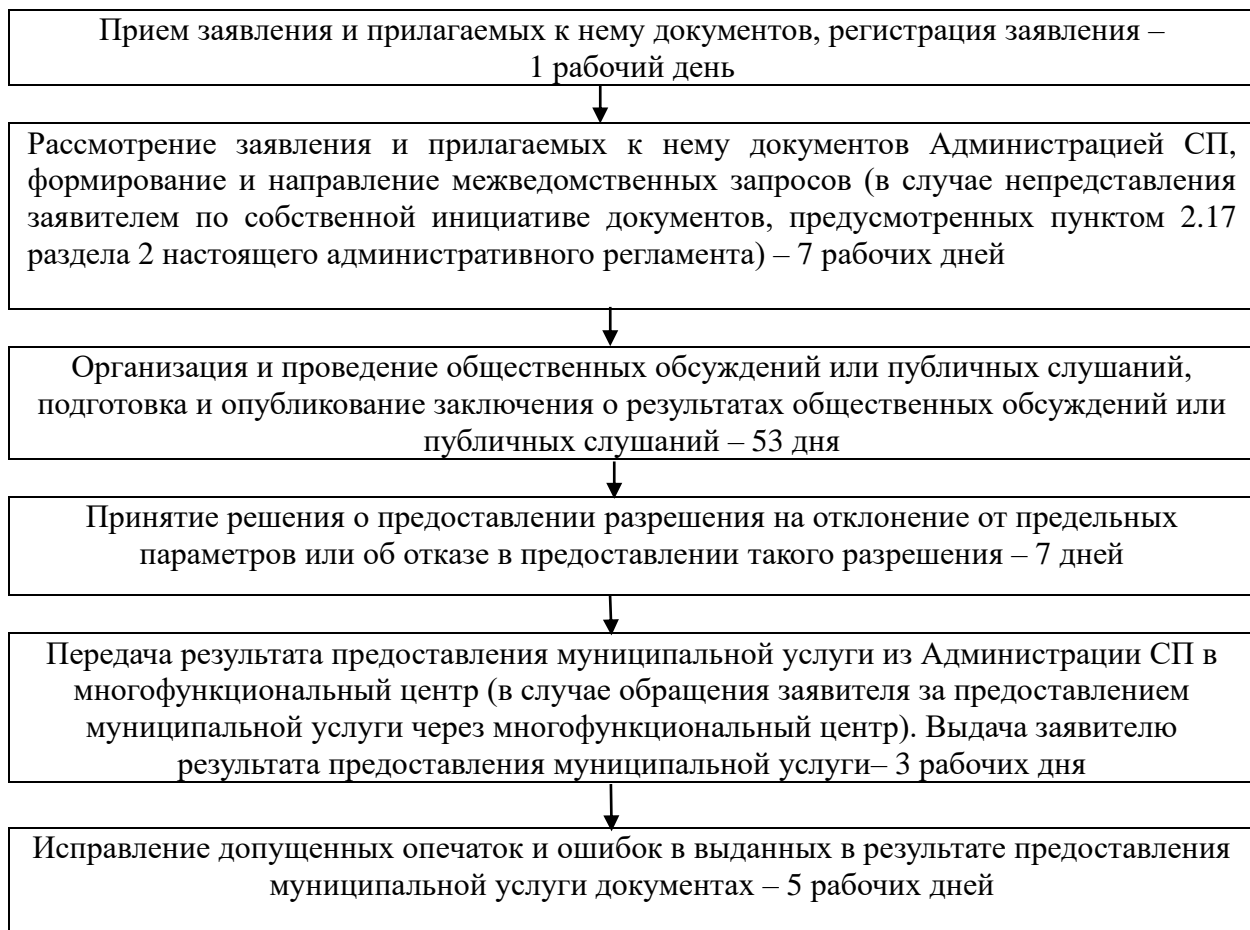 Прием заявления и прилагаемых к нему документов, регистрация заявления –
1 рабочий день
Рассмотрение заявления и прилагаемых к нему документов Администрацией СП,
формирование и направление межведомственных запросов (в случае непредставления
заявителем по собственной инициативе документов, предусмотренных пунктом 2.17
раздела 2 настоящего административного регламента) – 7 рабочих дней
Организация и проведение общественных обсуждений или публичных слушаний,
подготовка и опубликование заключения о результатах общественных обсуждений или
публичных слушаний – 53 дня
Принятие решения о предоставлении разрешения на отклонение от предельных
параметров или об отказе в предоставлении такого разрешения – 7 дней
Передача результата предоставления муниципальной услуги из Администрации СП в
многофункциональный центр (в случае обращения заявителя за предоставлением
муниципальной услуги через многофункциональный центр). Выдача заявителю
результата предоставления муниципальной услуги– 3 рабочих дня
Исправление допущенных опечаток и ошибок в выданных в результате предоставления
муниципальной услуги документах – 5 рабочих дней